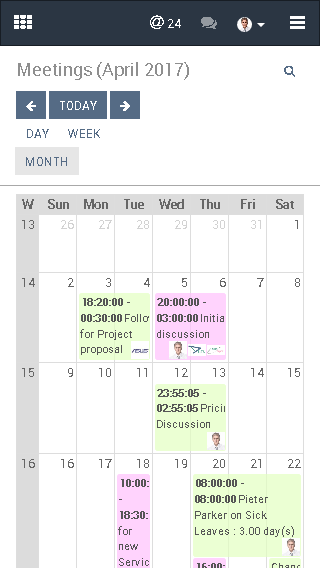 @ 24
Meetings (April 2017)
TODAY
DAY WEEK
MONTH
W Sun Mon Tue Wed Thu Fri Sat
13 26 27 28 29 30 31 1
14 2 3 4 5 6 7 8
18:20:00 -
00:30:00 Follo
for Project
proposal
ASUS
20:00:00 -
03:00:00 Initia
discussion
15 9 10 11 12 13 14 15
23:55:05 -
02:55:05 Pricin
Discussion
16 16 17 18 19 20 21 22
10:00:
-
18:30:
for
new
Servic
08:00:00 -
08:00:00 Pieter
Parker on Sick
Leaves : 3.00 day(s)
16:00:
Chang